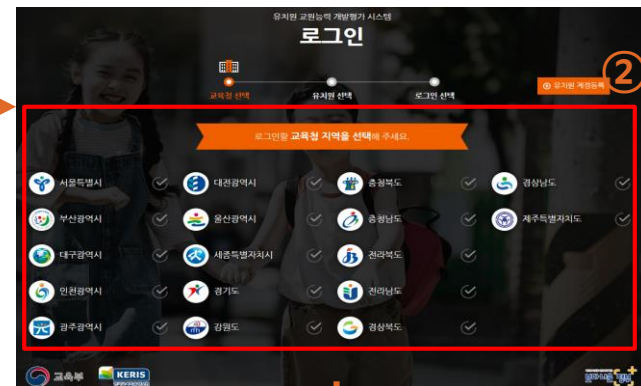 유치원 교원능력 개발평가 시스템
로그인
교육청 선택
유치원 선택
로그인 선택
유치원 계정등록
②
로그인할 교육청 지역을 선택해 주세요.
서울특별시
대전광역시
충청북도
경상남도
부산광역시
울산광역시
충청남도
제주특별자치도
대구광역시
세종특별자치시
전라북도
인천광역시
경기도
전라남도
광주광역시
강원도
경상북도
교육부
KERIS